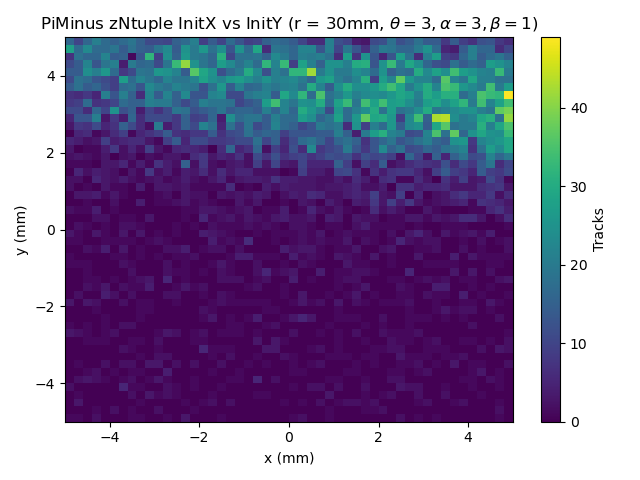 PiMinus zNtuple InitX vs InitY (r = 30mm, θ = 3, α = 3, β = 1)
4
2
0
−2
−4
y (mm)
−4 −2 0 2 4
x (mm)
40
30
20
10
0
Tracks